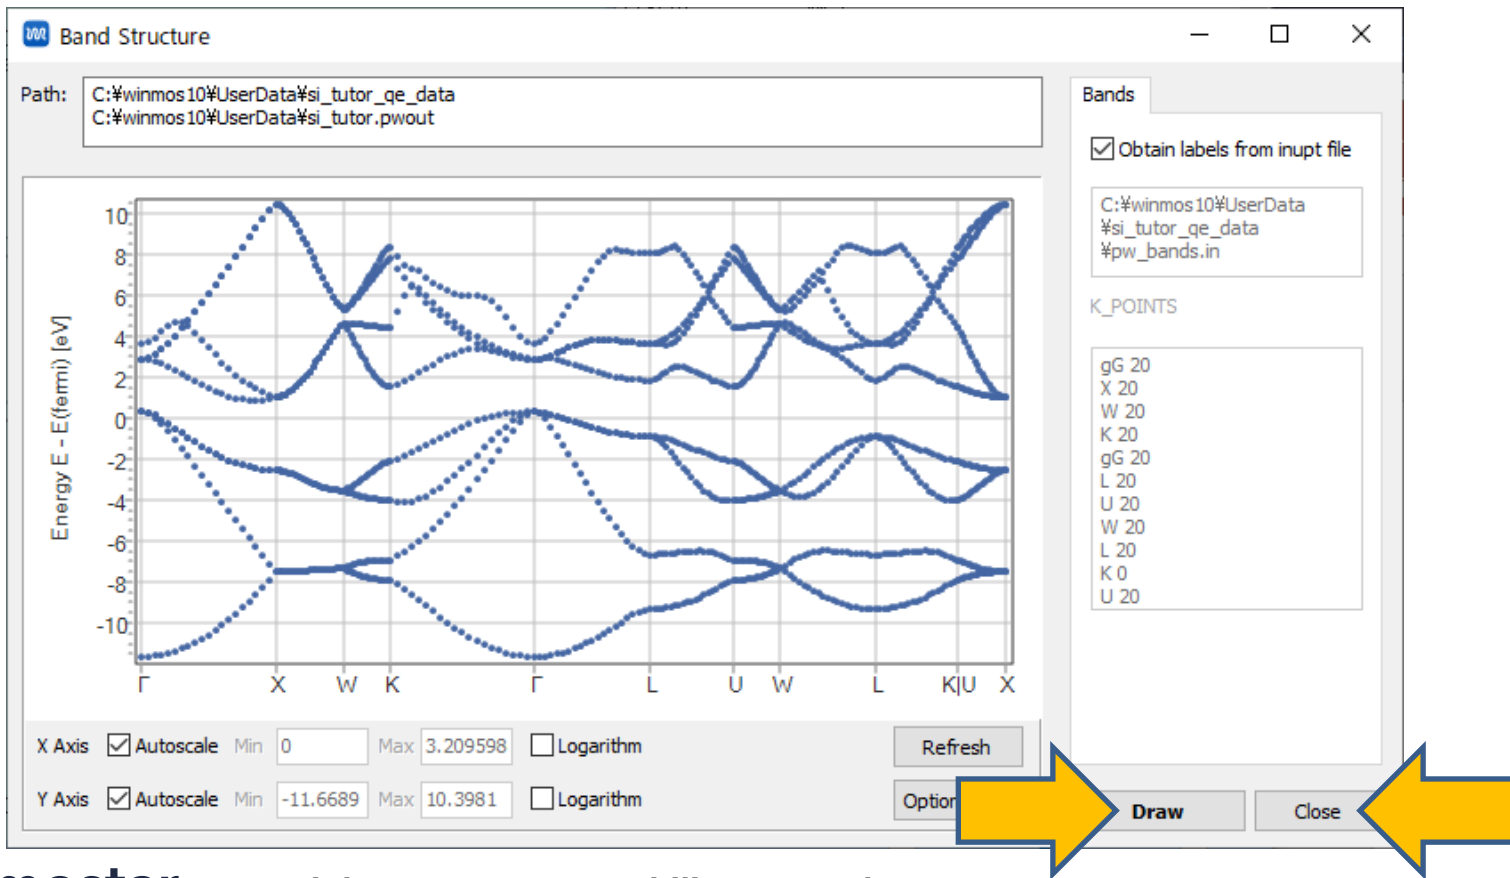 Band Structure
Path:
C:¥winmos10¥UserData¥si_tutor_qe_data
C:¥winmos10¥UserData¥si_tutor.pwout
Bands
Obtain labels from inupt file
C:¥winmos10¥UserData
¥si_tutor_qe_data
¥pw_bands.in
K_POINTS
gG 20
X 20
W 20
K 20
gG 20
L 20
U 20
W 20
L 20
K 0
U 20
Energy E - E(fermi) [eV]
10
8
6
4
2
0
-2
-4
-6
-8
-10
Γ X W K Γ L U W L K|U X
X Axis Autoscale Min 0 Max 3.209598 Logarithm Refresh
Y Axis Autoscale Min -11.6689 Max 10.3981 Logarithm Option
Draw Close